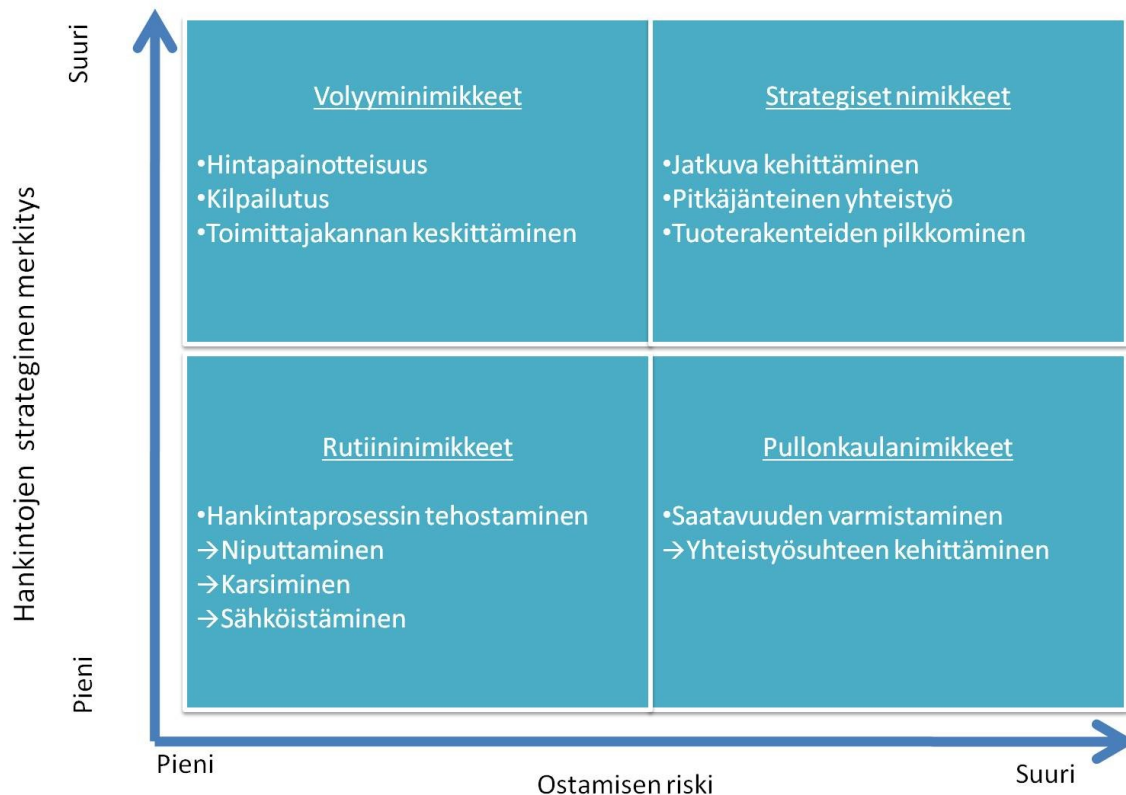 Suuri
Hankintojen strateginen merkitys
Pieni
Volyyminimikkeet
•Hintapainotteisuus
•Kilpailutus
•Toimittajakannan keskittäminen
Strategiset nimikkeet
•Jatkuva kehittäminen
•Pitkäjänteinen yhteistyö
•Tuoterakenteiden pilkkominen
Rutiininimikkeet
•Hankintaprosessin tehostaminen
→Niputtaminen
→Karsiminen
→Sähköistäminen
Pullonkaulanimikkeet
•Saatavuuden varmistaminen
→Yhteistyösuhteen kehittäminen
Pieni
Ostamisen riski
Suuri